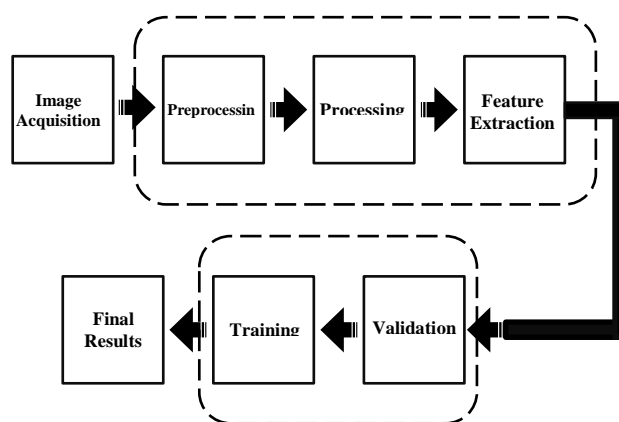 Image
Acquisition
Preprocessin
Processing
Feature
Extraction
Validation
Training
Final
Results